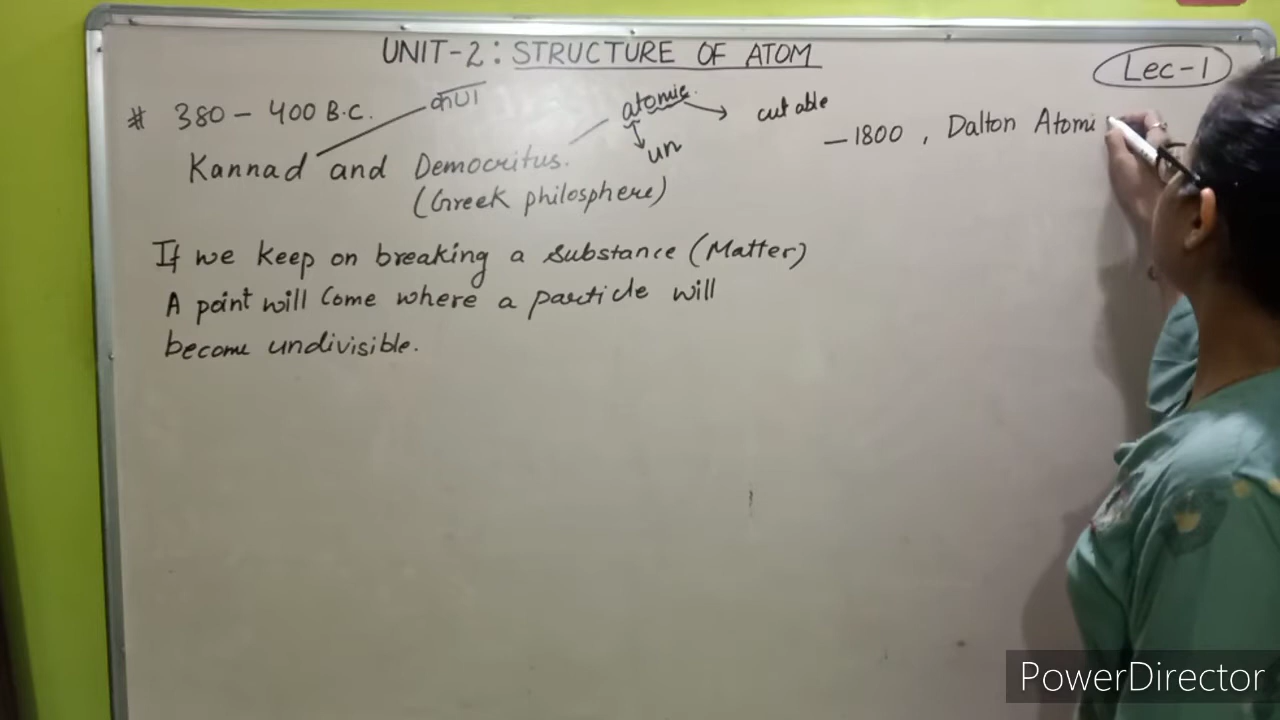 UNIT-2: STRUCTURE OF ATOM
Lec-1
# 380 - 400 B.C.
कण
Kannad and Democritus.
(Greek philosphere)
atomic.
cut able
un
If we keep on breaking a substance (Matter)
A point will Come where a particle will
become undivisible.
- 1800 , Dalton Atomi
PowerDirector